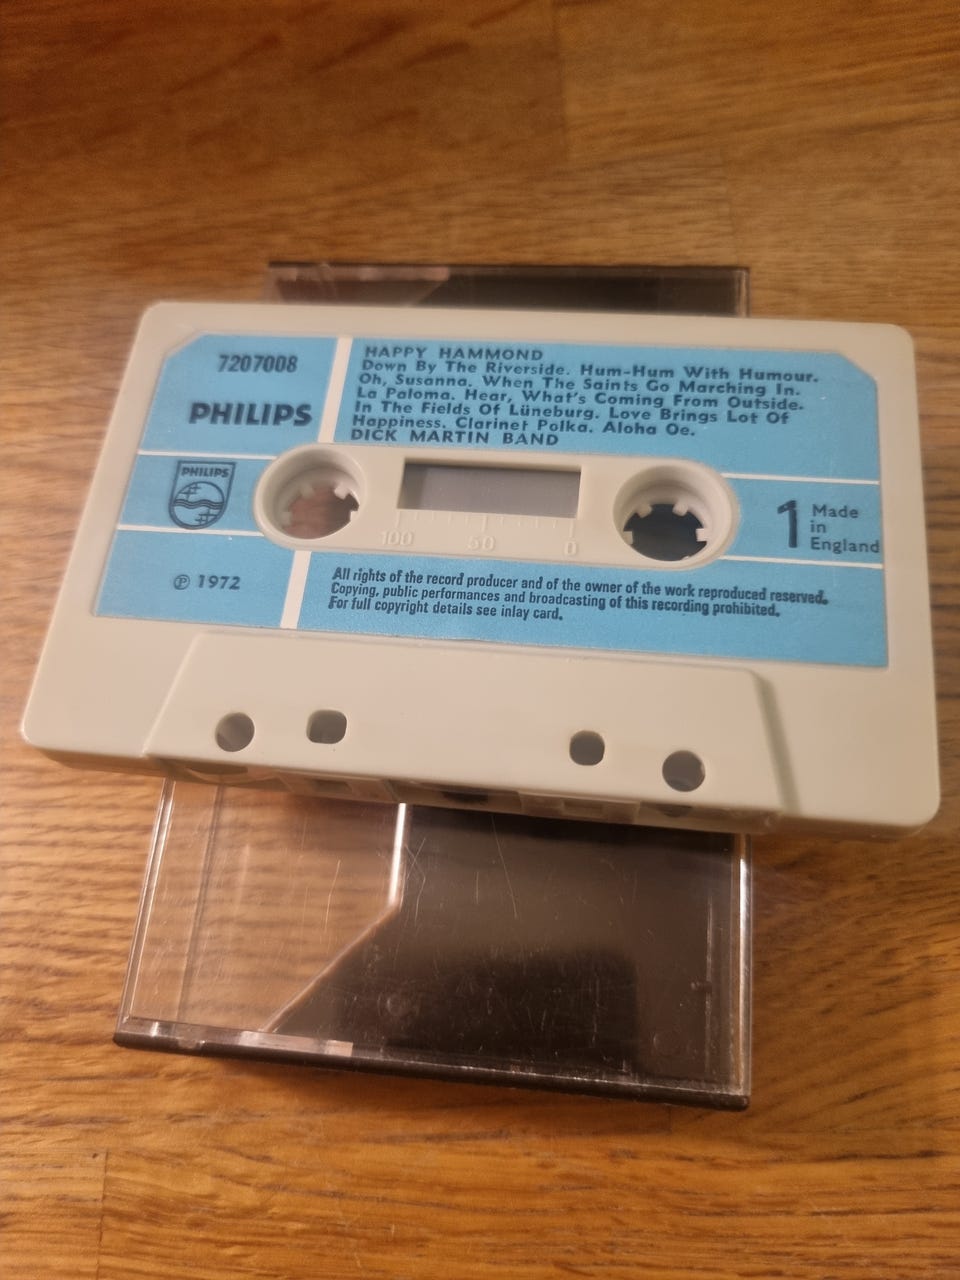 7207008
PHILIPS
HAPPY HAMMOND
Down By The Riverside. Hum-Hum With Humour.
Oh, Susanna. When The Saints Go Marching In.
La Paloma. Hear, What's Coming From Outside.
In The Fields Of Lüneburg. Love Brings Lot Of
Happiness. Clarinet Polka. Aloha Oe.
DICK MARTIN BAND
PHILIPS
100 50 0
1 Made
in
England
℗ 1972
All rights of the record producer and of the owner of the work reproduced reserved.
Copying, public performances and broadcasting of this recording prohibited.
For full copyright details see inlay card.